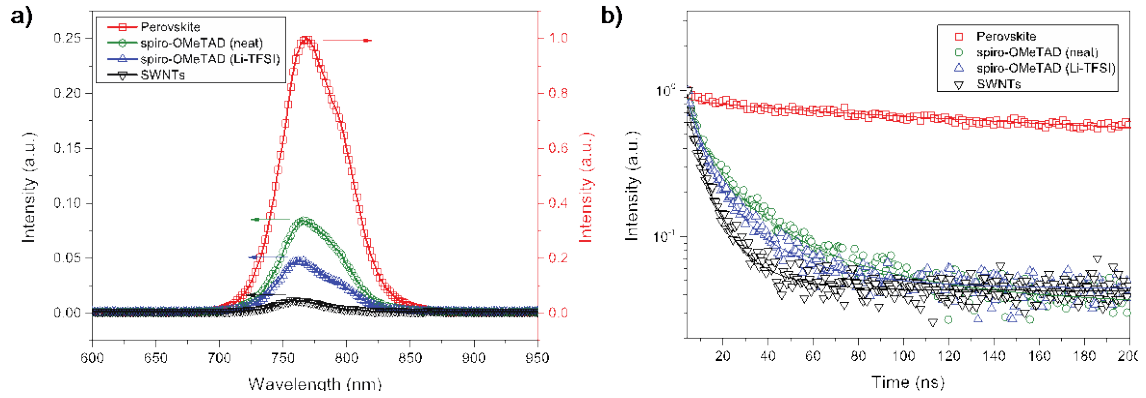 a)
Perovskite
spiro-OMeTAD (neat)
spiro-OMeTAD (Li-TFSI)
SWNTs
Intensity (a.u.)
0.25
0.20
0.15
0.10
0.05
0.00
1.0
0.8
0.6
0.4
0.2
0.0
Intensity (a.u.)
600 650 700 750 800 850 900 950
Wavelength (nm)
b)
Perovskite
spiro-OMeTAD (neat)
spiro-OMeTAD (Li-TFSI)
SWNTs
Intensity (a.u.)
10⁰
10⁻¹
20 40 60 80 100 120 140 160 180 200
Time (ns)